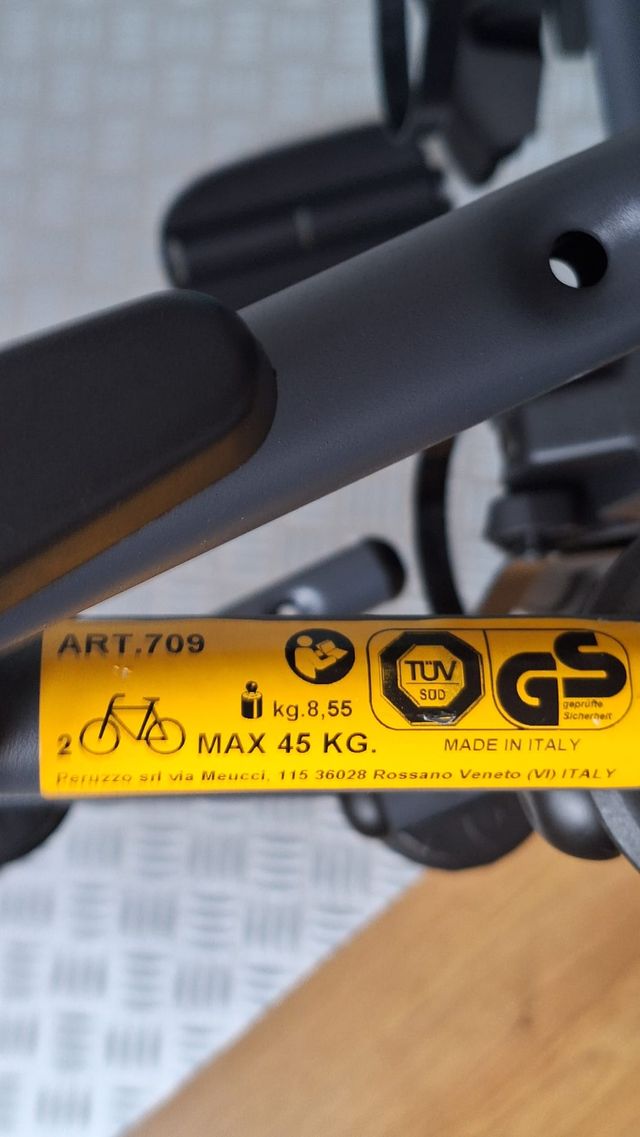 ART.709
TÜV
SÜD
GS
geprüfte
Sicherheit
kg.8,55
2
MAX 45 KG.
MADE IN ITALY
Peruzzo srl via Meucci, 115 36028 Rossano Veneto (VI) ITALY